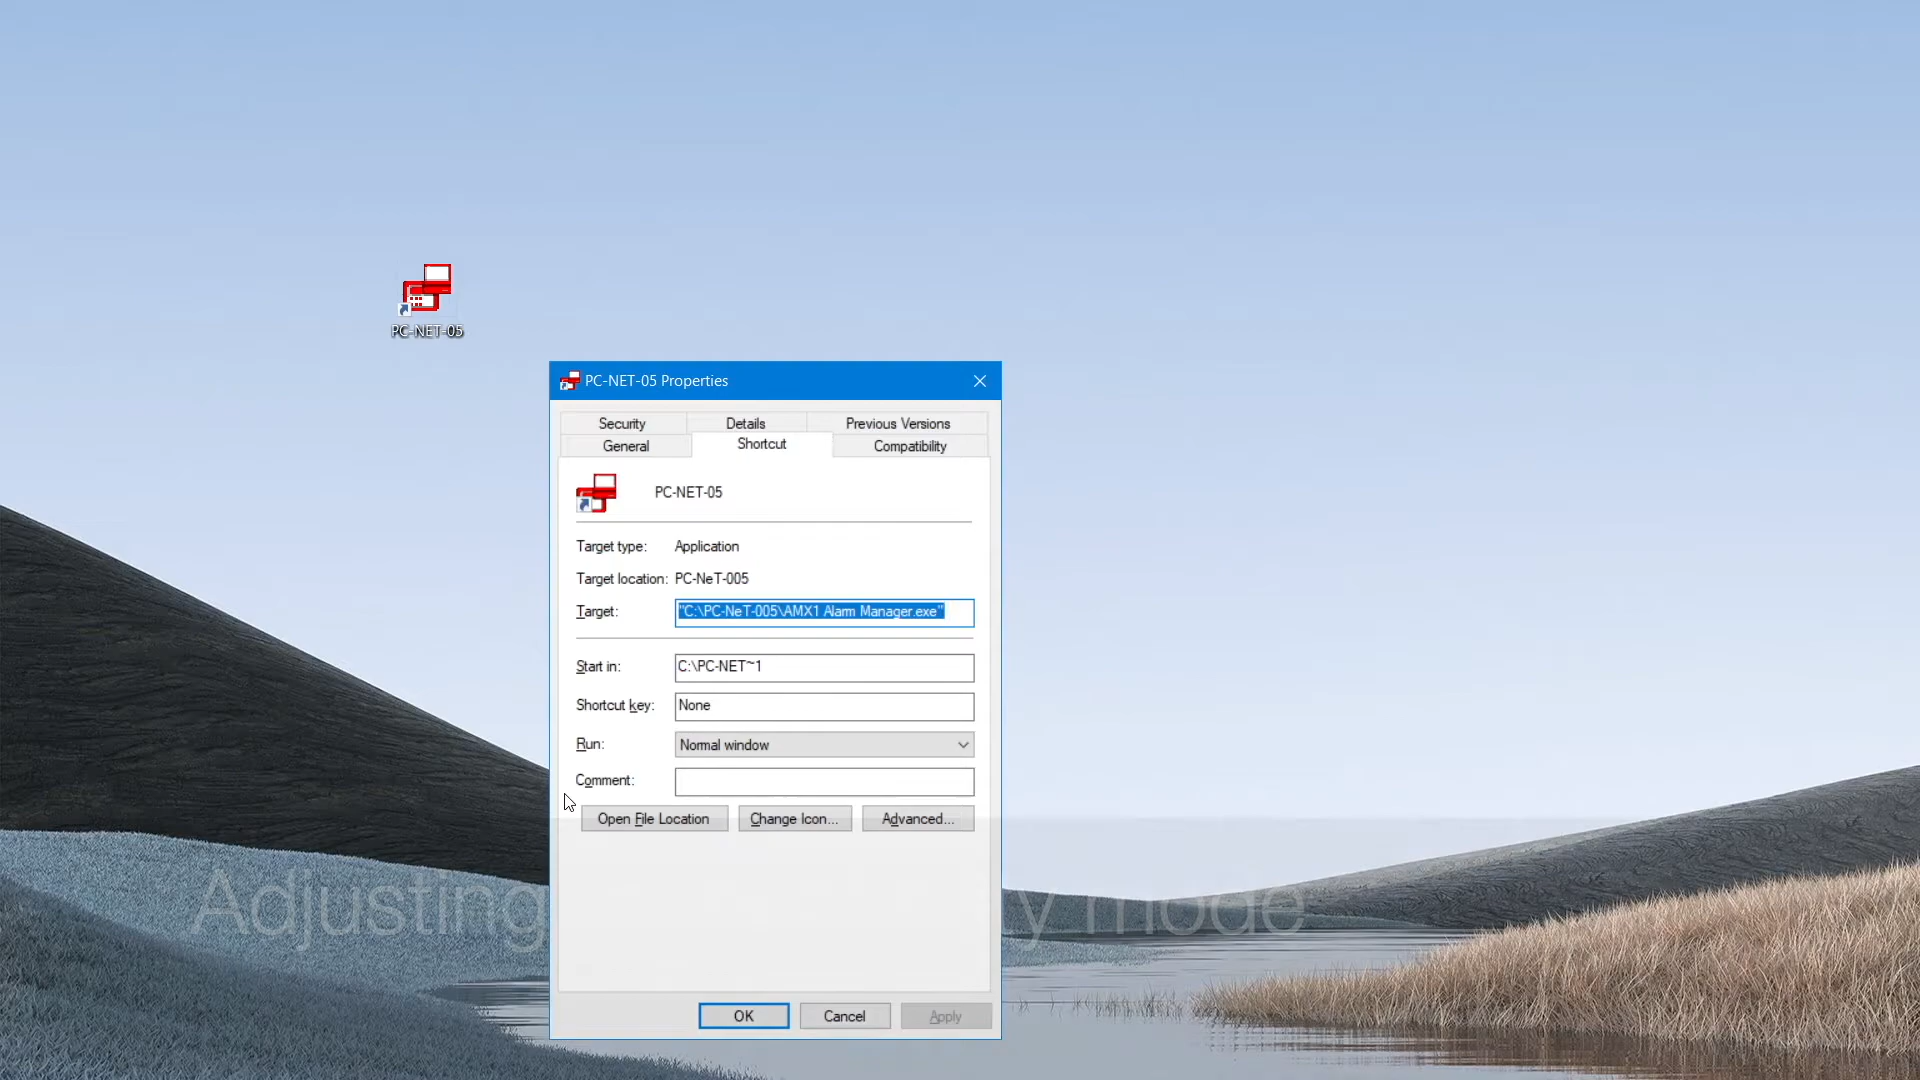 PC-NET-05
PC-NET-05 Properties
Security Details Previous Versions
General Shortcut Compatibility
PC-NET-05
Target type: Application
Target location: PC-NeT-005
Target: "C:\PC-NeT-005\AMX1 Alarm Manager.exe"
Start in: C:\PC-NET~1
Shortcut key: None
Run: Normal window
Comment:
Open File Location Change Icon... Advanced...
Adjusting mode
OK Cancel Apply